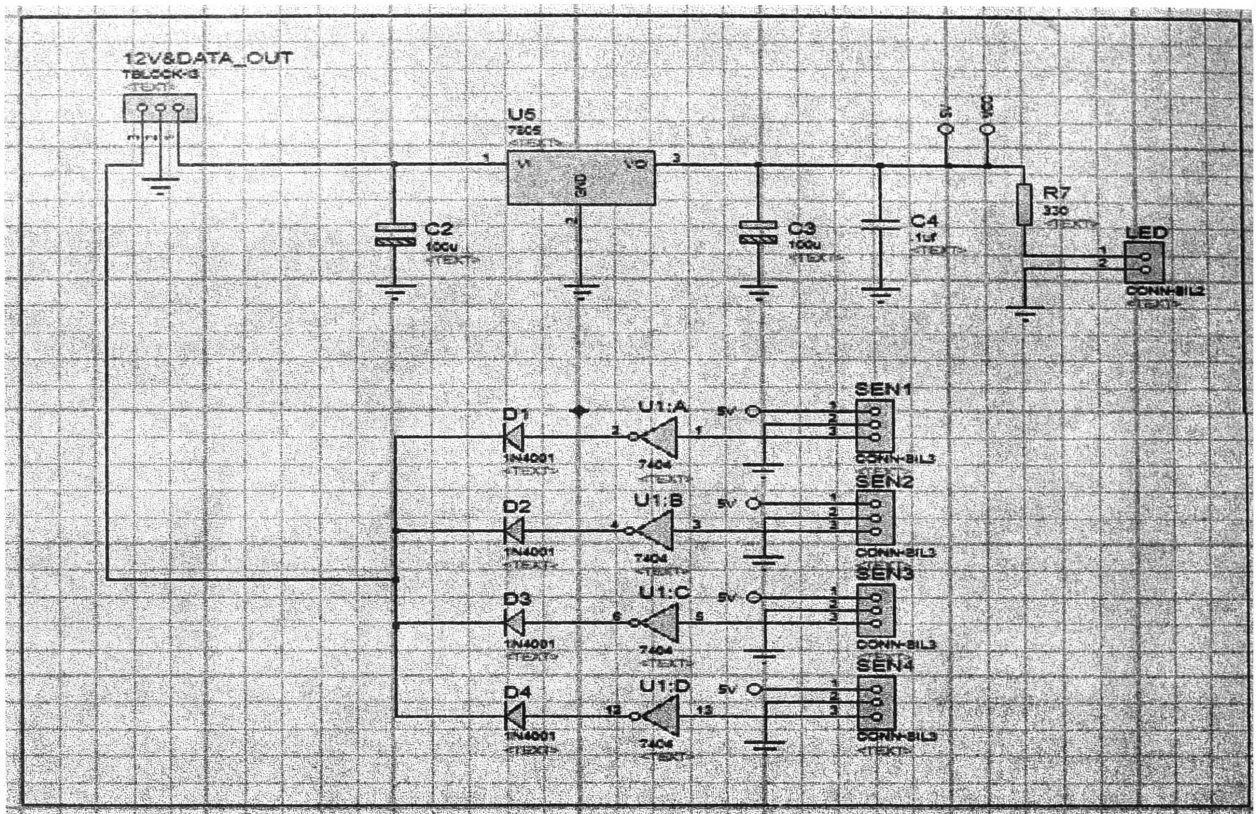 12V&DATA_OUT
TBLOCK-I3
<TEXT>
U5
7805
<TEXT>
1
VI
VO
3
GND
2
5V
VCC
C2
100u
<TEXT>
C3
100u
<TEXT>
C4
.1uf
<TEXT>
R7
330
<TEXT>
LED
1
2
CONN-SIL2
<TEXT>
D1
1N4001
<TEXT>
2
U1:A
1
7404
<TEXT>
5V
SEN1
2
3
CONN-SIL3
<TEXT>
D2
1N4001
<TEXT>
4
U1:B
3
7404
<TEXT>
5V
SEN2
1
2
3
CONN-SIL3
<TEXT>
D3
1N4001
<TEXT>
6
U1:C
5
7404
<TEXT>
5V
SEN3
1
2
3
CONN-SIL3
<TEXT>
D4
1N4001
<TEXT>
U1:D
13
7404
<TEXT>
5V
SEN4
1
2
3
CONN-SIL3
<TEXT>